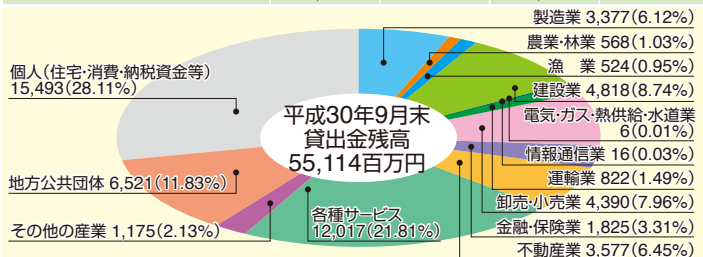 製造業 3,377(6.12%)
農業・林業 568(1.03%)
漁　業 524(0.95%)
建設業 4,818(8.74%)
電気・ガス・熱供給・水道業
6(0.01%)
情報通信業 16(0.03%)
運輸業 822(1.49%)
卸売・小売業 4,390(7.96%)
金融・保険業 1,825(3.31%)
不動産業 3,577(6.45%)
各種サービス
12,017(21.81%)
その他の産業 1,175(2.13%)
地方公共団体 6,521(11.83%)
個人(住宅・消費・納税資金等)
15,493(28.11%)
平成30年9月末
貸出金残高
55,114百万円